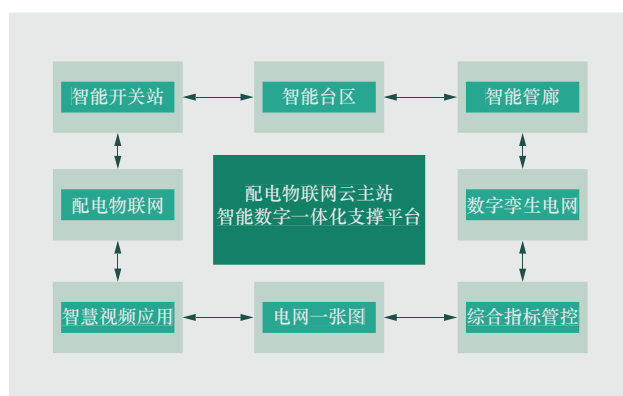 智能开关站
智能台区
智能管廊
配电物联网云主站
智能数字一体化支撑平台
配电物联网
数字孪生电网
智慧视频应用
电网一张图
综合指标管控